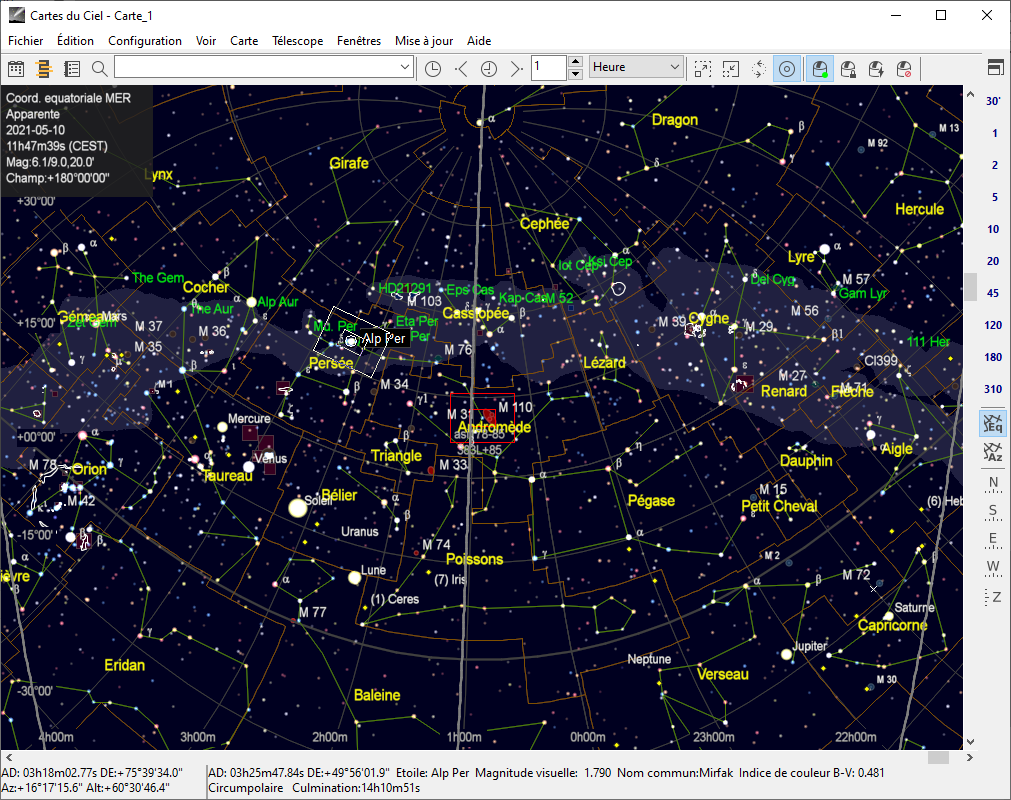 Cartes du Ciel - Carte_1
Fichier Édition Configuration Voir Carte Télescope Fenêtres Mise à jour Aide
1 Heure
Coord. equatoriale MER
Apparente
2021-05-10
11h47m39s (CEST)
Mag:6.1/9.0,20.0'
Champ:+180°00'00"
30'
1
2
5
10
20
45
120
180
310
Eq
Az
N
S
E
W
Z
α
Dragon
β
M 13
M 92
Girafe
δ
Lynx
+30°00'
Hercule
Cephée
β α
α
Lyre α
The Gem
Cocher β
Iot Cep Ksi Cep
Del Cyg
M 57
HD21291 Eps Cas
Gam Lyr
Alp Aur
M 103
Kap-Cas M 52
The Aur
M 56
Cassiopée β
Gémeaux Mars
+15°00'
M 37
M 36
Eta Per
Per
M 39 Cygne
M 29
β1
Alp Per
M 35
M 76
111 Her
Persée
Lézard
Cl399
M 1
β
M 34
M 27
M 71
Renard
Flèche
γ1
M 31 M 110
Andromède
Mercure
+00°00'
Vénus
Triangle
M 33
Aigle
M 78
Orion
Taureau
Dauphin
M 42
Bélier
Soleil
Pégase
M 15
Petit Cheval
(6) Heb
-15°00'
Uranus
M 74
Poissons
M 2
Lune
(7) Iris
M 72
(1) Ceres
M 77
Saturne
Capricorne
Jupiter
Eridan
Neptune
Verseau
M 30
-30°00'
Baleine
4h00m 3h00m 2h00m 1h00m 0h00m 23h00m 22h00m
AD: 03h18m02.77s DE:+75°39'34.0"
Az:+16°17'15.6" Alt:+60°30'46.4"
AD: 03h25m47.84s DE:+49°56'01.9" Etoile: Alp Per Magnitude visuelle: 1.790 Nom commun:Mirfak Indice de couleur B-V: 0.481
Circumpolaire Culmination:14h10m51s